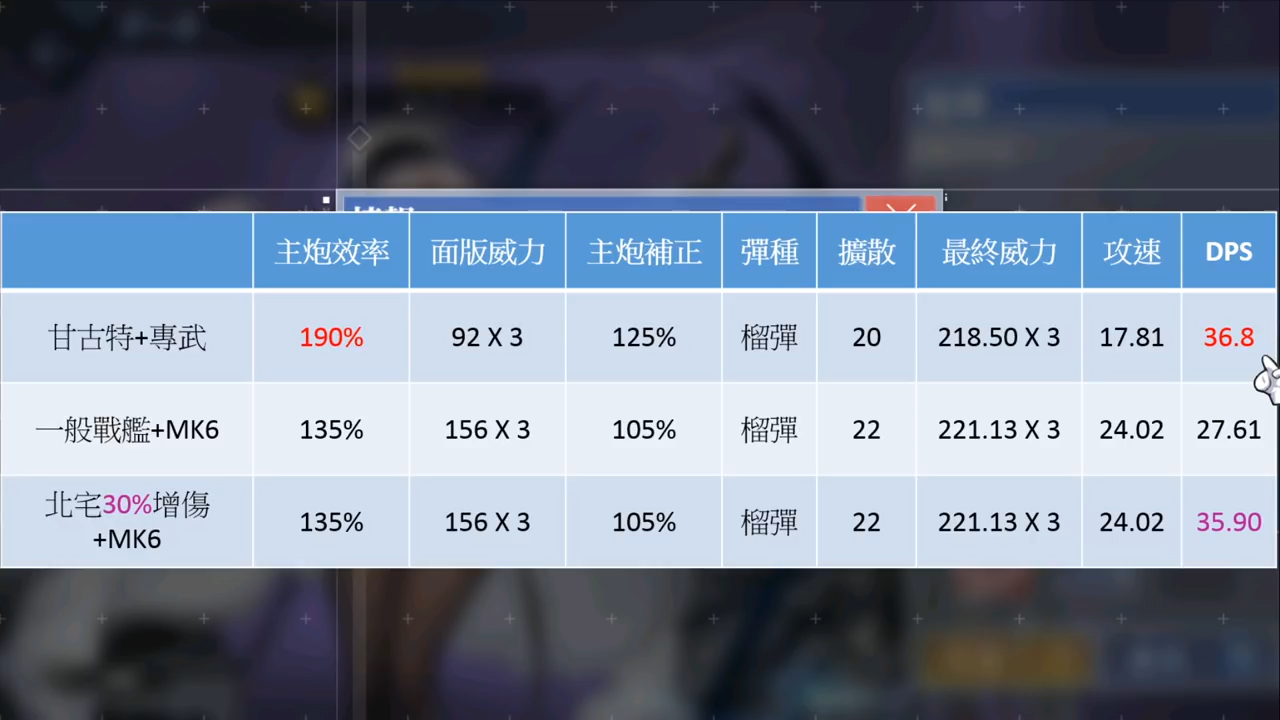 主炮效率 面版威力 主炮補正 彈種 擴散 最終威力 攻速 DPS
甘古特+專武 190% 92 X 3 125% 榴彈 20 218.50 X 3 17.81 36.8
一般戰艦+MK6 135% 156 X 3 105% 榴彈 22 221.13 X 3 24.02 27.61
北宅30%增傷
+MK6 135% 156 X 3 105% 榴彈 22 221.13 X 3 24.02 35.90